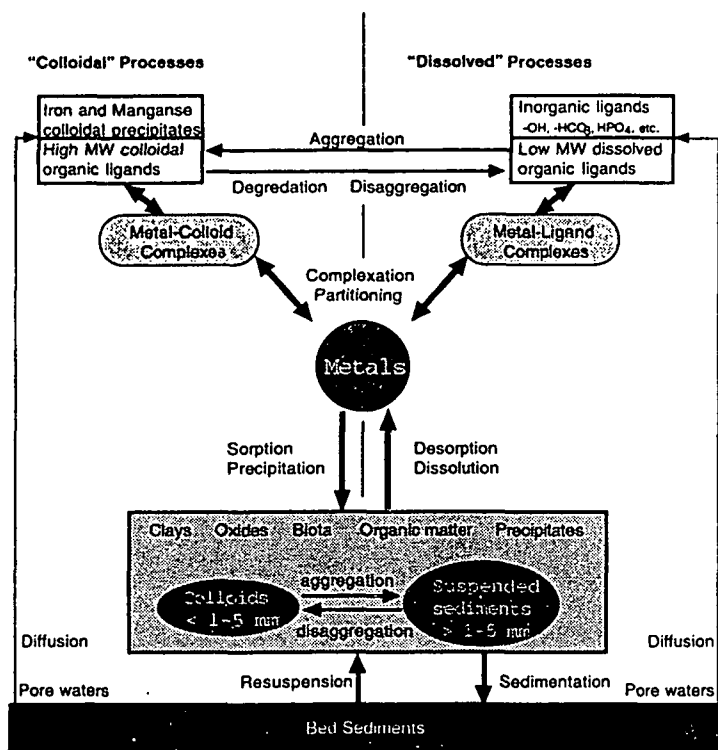 "Colloidal" Processes
"Dissolved" Processes
Iron and Manganse
colloidal precipitates
High MW colloidal
organic ligands
Inorganic ligands
-OH, -HCO3, HPO4, etc.
Low MW dissolved
organic ligands
Aggregation
Degredation Disaggregation
Metal-Colloid
Complexes
Metal-Ligand
Complexes
Complexation
Partitioning
Metals
Sorption
Precipitation
Desorption
Dissolution
Clays Oxides Biota Organic matter Precipitates
Colloids
< 1-5 mm
aggregation
disaggregation
Suspended
sediments
> 1-5 mm
Diffusion
Diffusion
Resuspension
Sedimentation
Pore waters
Pore waters
Bed Sediments